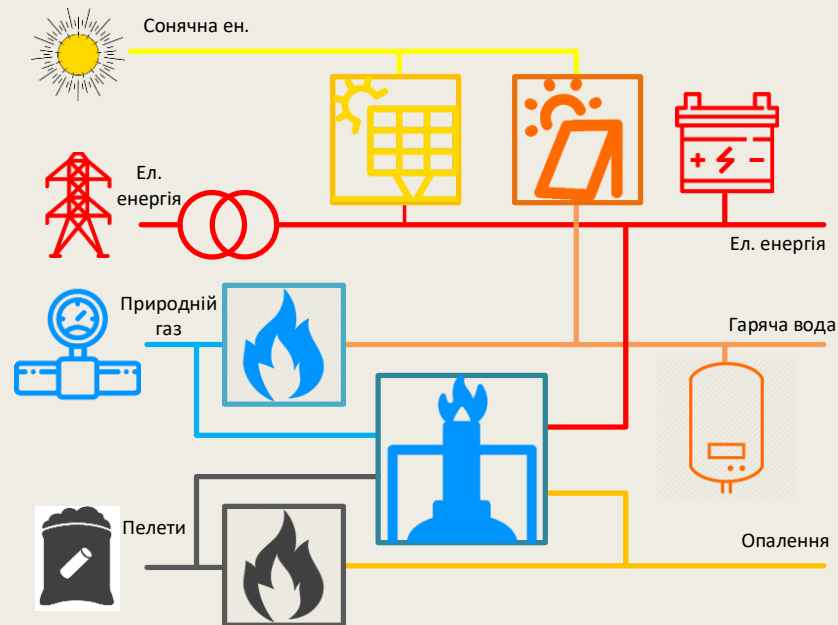 Сонячна ен.
Ел.
енергія
Ел. енергія
Природній
газ
Гаряча вода
Пелети
Опалення